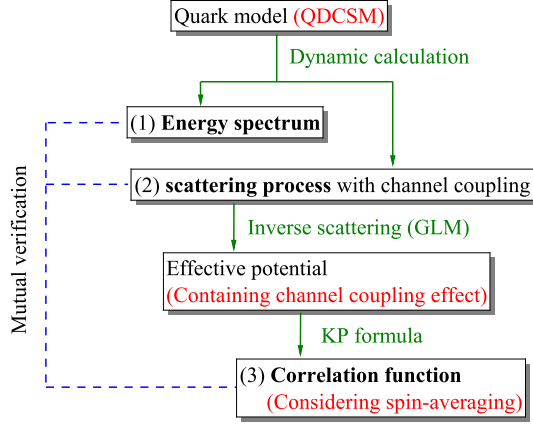 Quark model (QDCSM)
Dynamic calculation
(1) Energy spectrum
(2) scattering process with channel coupling
Inverse scattering (GLM)
Effective potential
(Containing channel coupling effect)
KP formula
(3) Correlation function
(Considering spin-averaging)
Mutual verification